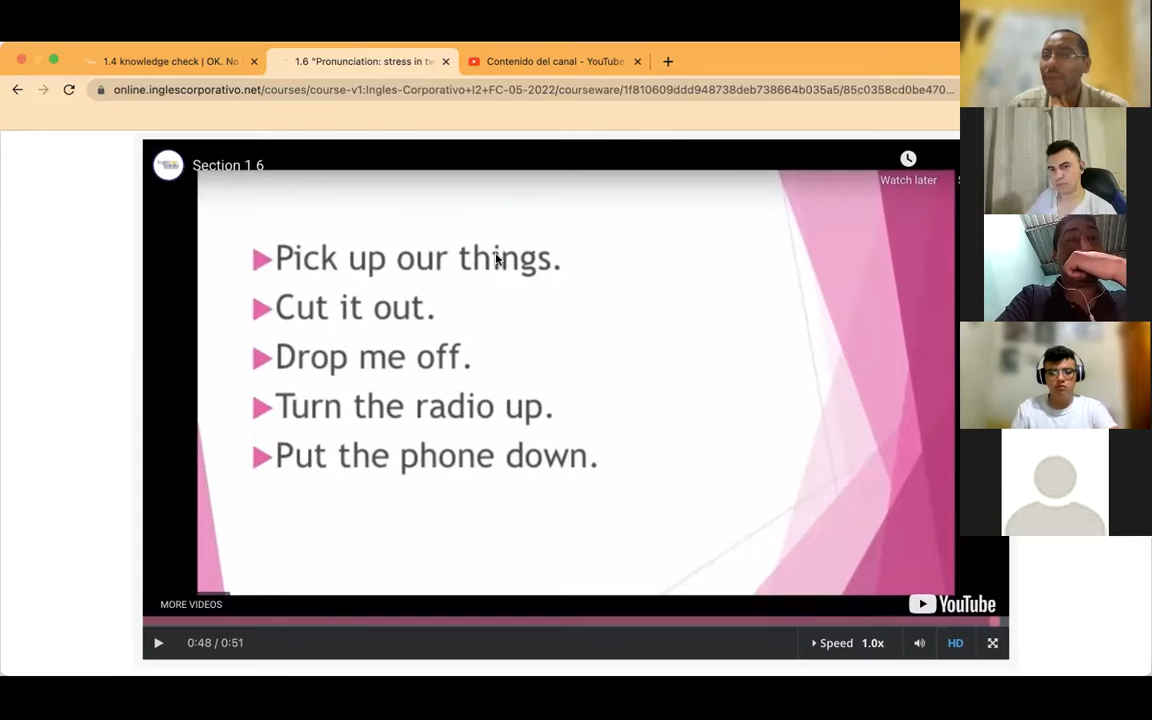 1.4 knowledge check | OK. No
1.6 "Pronunciation: stress in tw
Contenido del canal - YouTube
online.inglescorporativo.net/courses/course-v1:Ingles-Corporativo+I2+FC-05-2022/courseware/1f810609ddd948738deb738664b035a5/85c0358cd0be470...
Section 1 6
Watch later
Pick up our things.
Cut it out.
Drop me off.
Turn the radio up.
Put the phone down.
MORE VIDEOS
YouTube
0:48 / 0:51
Speed 1.0x
HD